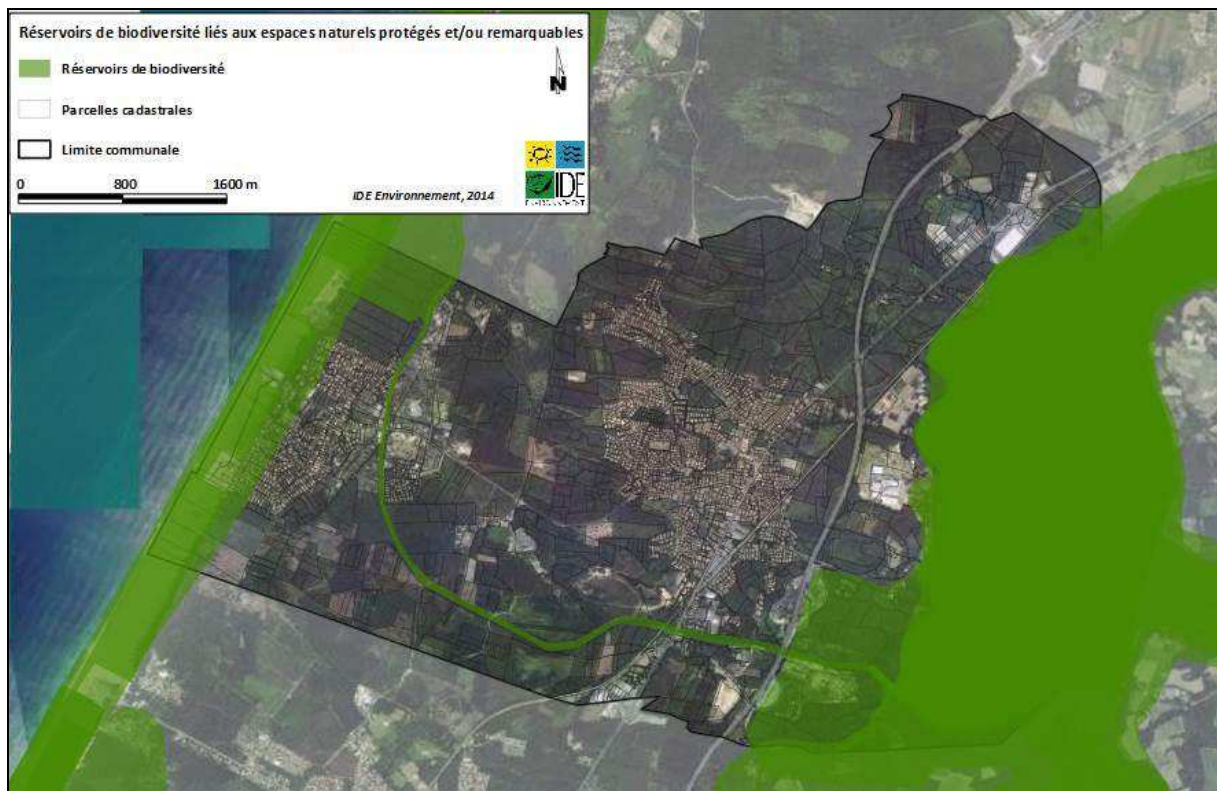 Réservoirs de biodiversité liés aux espaces naturels protégés et/ou remarquables
Réservoirs de biodiversité
N
Parcelles cadastrales
Limite communale
0 800 1600 m
IDE Environnement, 2014
IDE